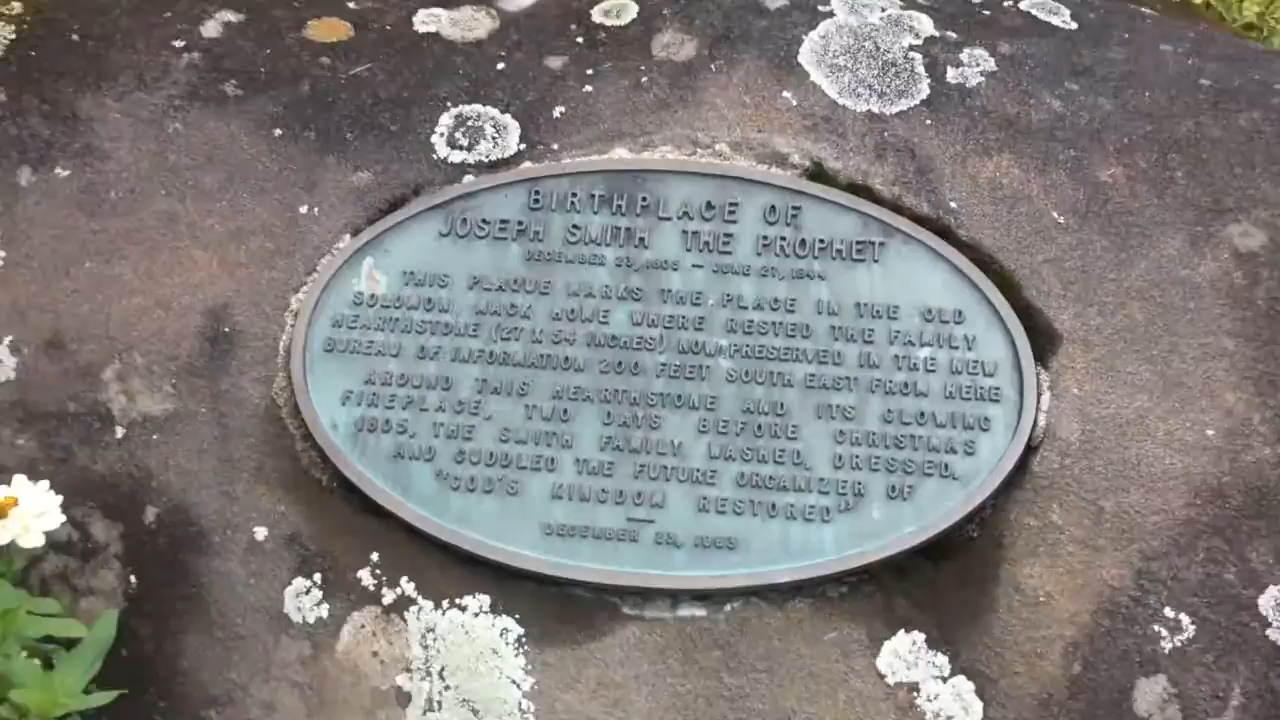 BIRTHPLACE OF
JOSEPH SMITH THE PROPHET
DECEMBER 23, 1805 — JUNE 27, 1844
THIS PLAQUE MARKS THE PLACE IN THE OLD
SOLOMON MACK HOME WHERE RESTED THE FAMILY
HEARTHSTONE (27 X 54 INCHES) NOW PRESERVED IN THE NEW
BUREAU OF INFORMATION 200 FEET SOUTH EAST FROM HERE
AROUND THIS HEARTHSTONE AND ITS GLOWING
FIREPLACE, TWO DAYS BEFORE CHRISTMAS
1805, THE SMITH FAMILY WASHED, DRESSED,
AND CUDDLED THE FUTURE ORGANIZER OF
"GOD'S KINGDOM RESTORED"
DECEMBER 23, 1963